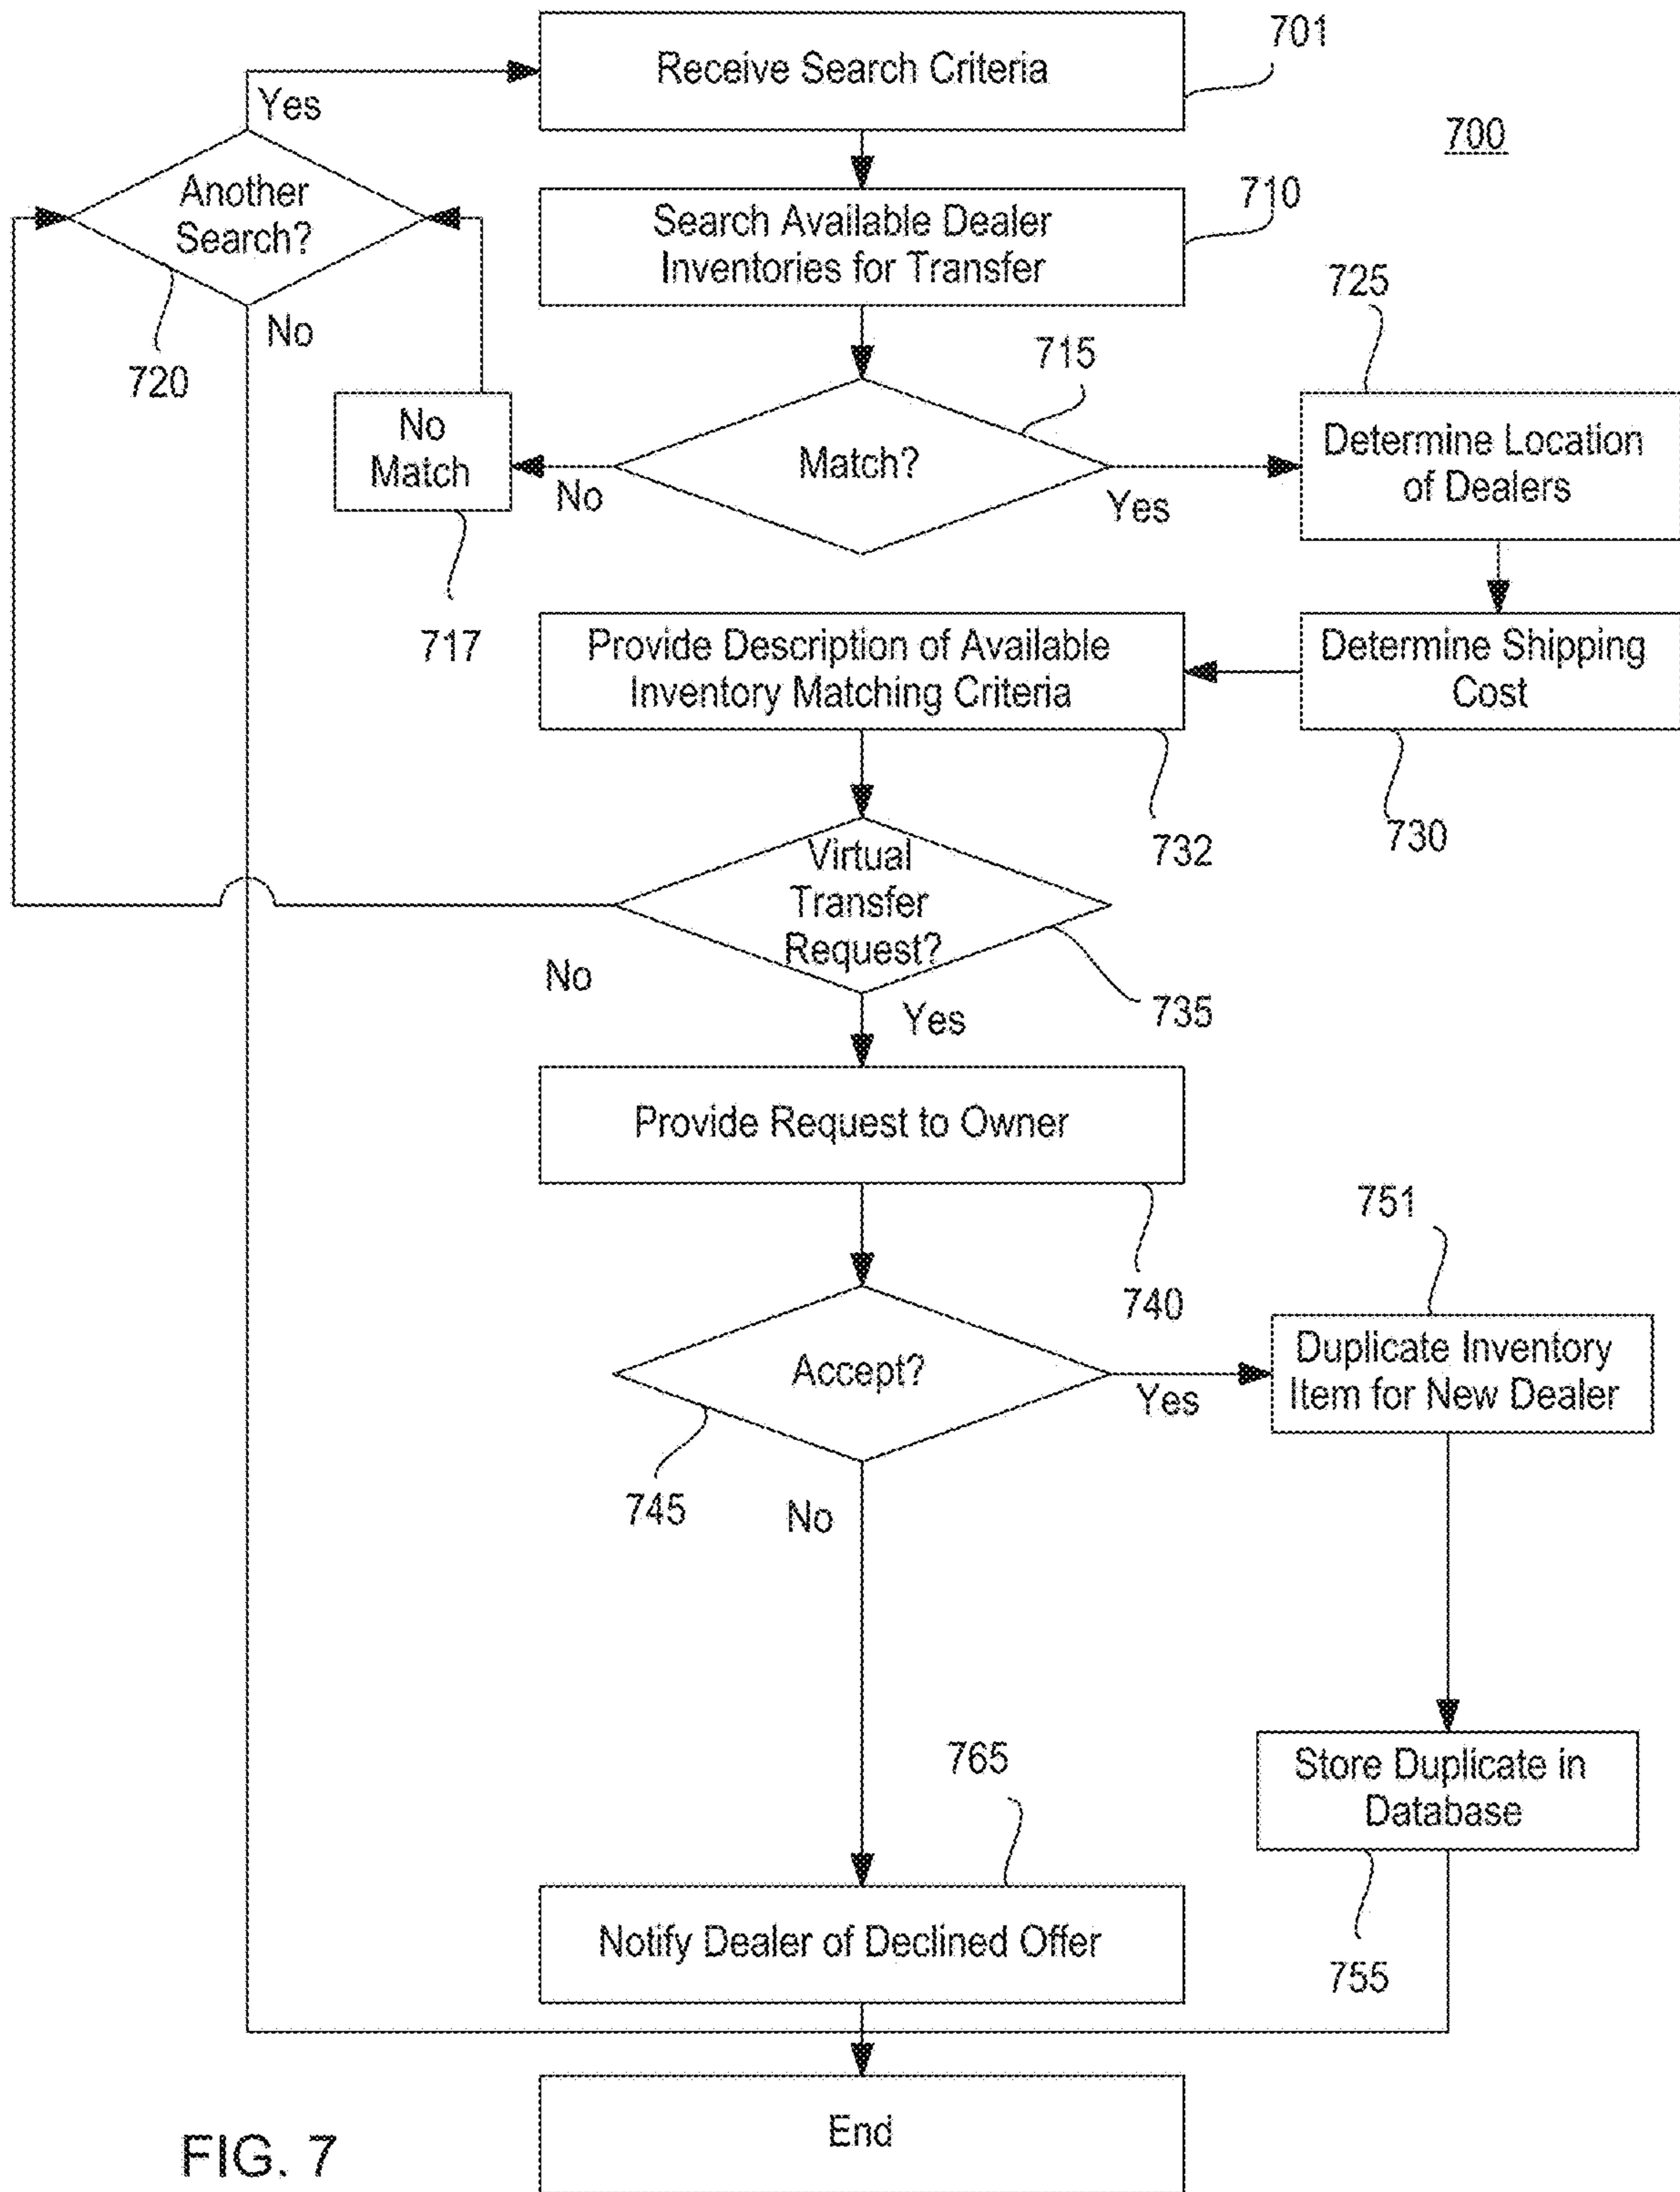 701
Receive Search Criteria
Yes
700
Another
Search?
710
Search Available Dealer
Inventories for Transfer
725
No
720
715
No
Match
Match?
Determine Location
of Dealers
No
Yes
717
Provide Description of Available
Inventory Matching Criteria
Determine Shipping
Cost
732
730
Virtual
Transfer
Request?
No
735
Yes
Provide Request to Owner
751
740
Accept?
Duplicate Inventory
Item for New Dealer
Yes
745
No
765
Store Duplicate in
Database
Notify Dealer of Declined Offer
755
End
FIG. 7